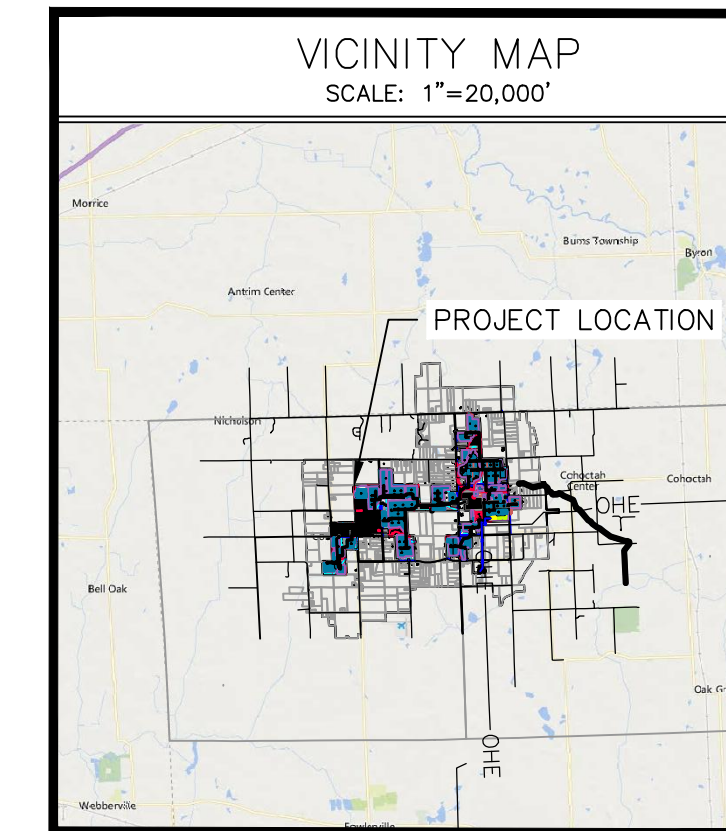 VICINITY MAP
SCALE: 1"=20,000'
Morrice
Burns Township
Byron
Antrim Center
PROJECT LOCATION
Nicholson
Cohoctah
Center
Cohoctah
OHE
OHE
Bell Oak
Oak G
OHE
Webberville
Fowlerville